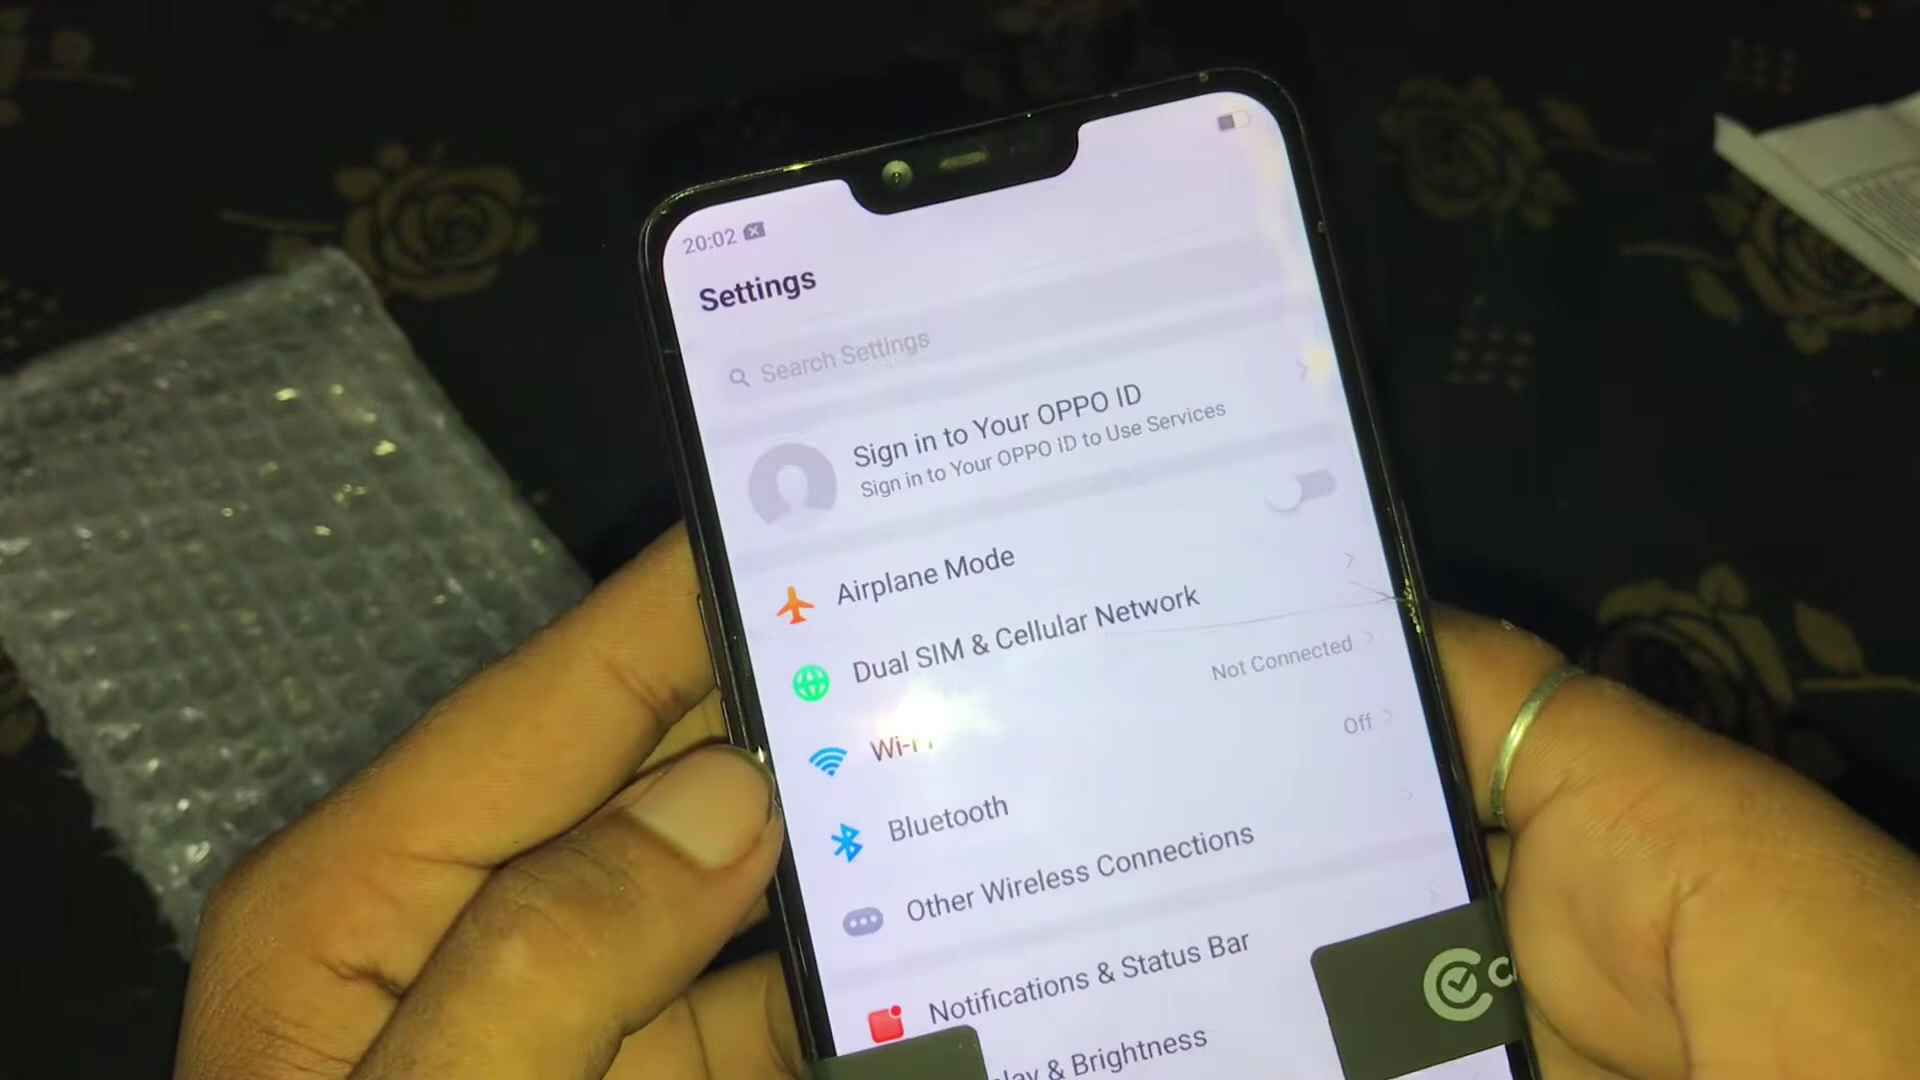 20:02
Settings
Search Settings
Sign in to Your OPPO ID
Sign in to Your OPPO ID to Use Services
Airplane Mode
Dual SIM & Cellular Network
Wi-Fi
Not Connected
Bluetooth
Off
Other Wireless Connections
Notifications & Status Bar
& Brightness